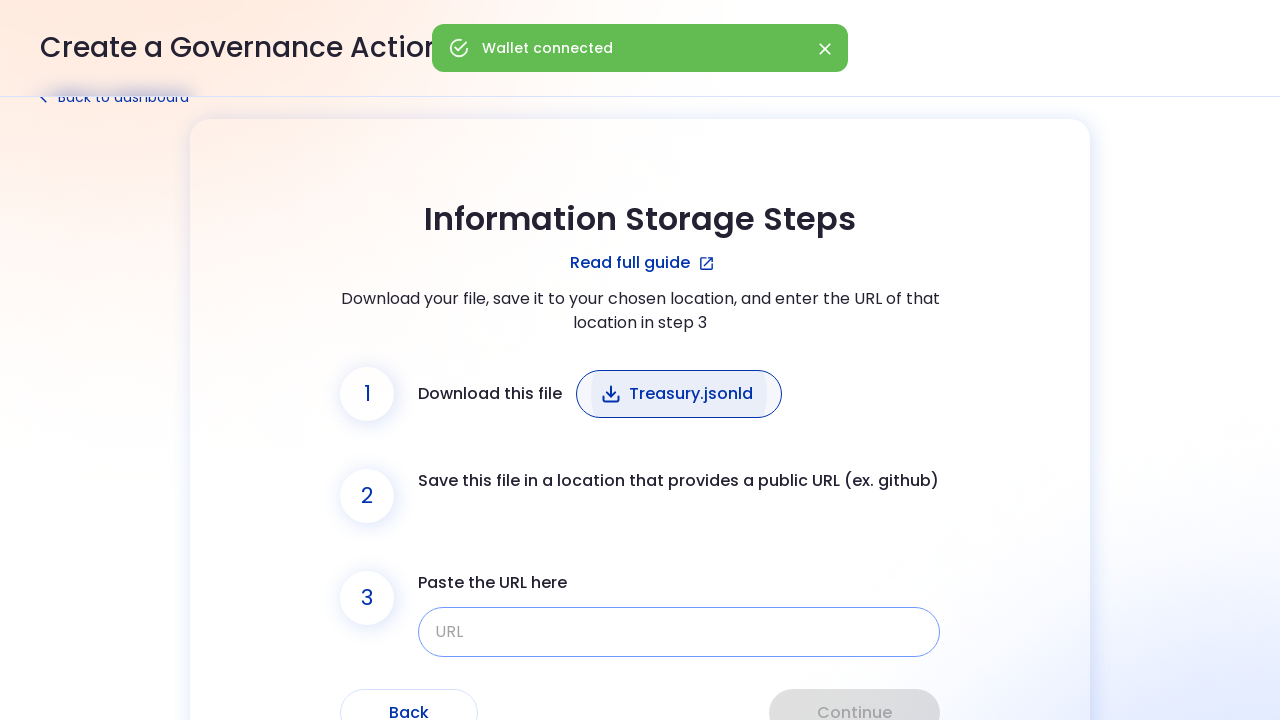 Create a Governance Action
Wallet connected
Back to dashboard
Information Storage Steps
Read full guide
Download your file, save it to your chosen location, and enter the URL of that
location in step 3
1
Download this file
Treasury.jsonld
2
Save this file in a location that provides a public URL (ex. github)
3
Paste the URL here
URL
Back
Continue